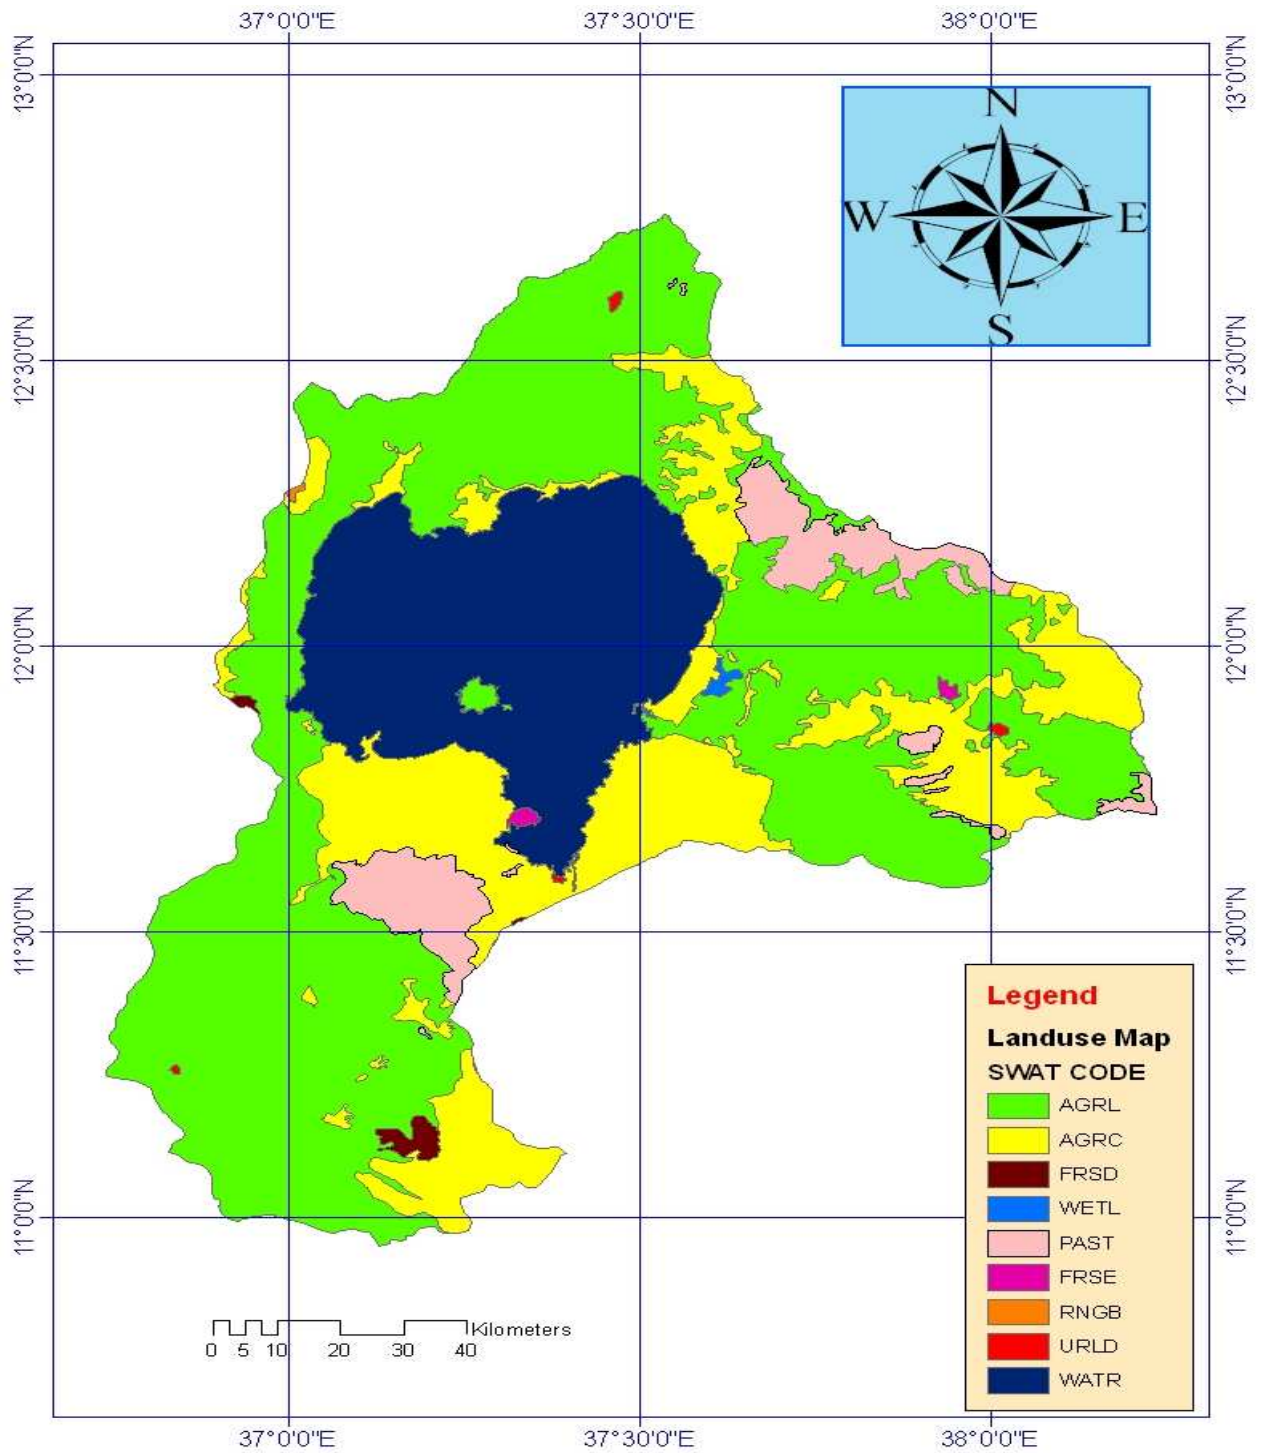 37°0'0"E 37°30'0"E 38°0'0"E
13°0'0"N 13°0'0"N
N
W E
S
12°30'0"N 12°30'0"N
12°0'0"N 12°0'0"N
11°30'0"N 11°30'0"N
Legend
Landuse Map
SWAT CODE
AGRL
AGRC
FRSD
WETL
PAST
FRSE
RNGB
URLD
WATR
11°0'0"N 11°0'0"N
Kilometers
0 5 10 20 30 40
37°0'0"E 37°30'0"E 38°0'0"E